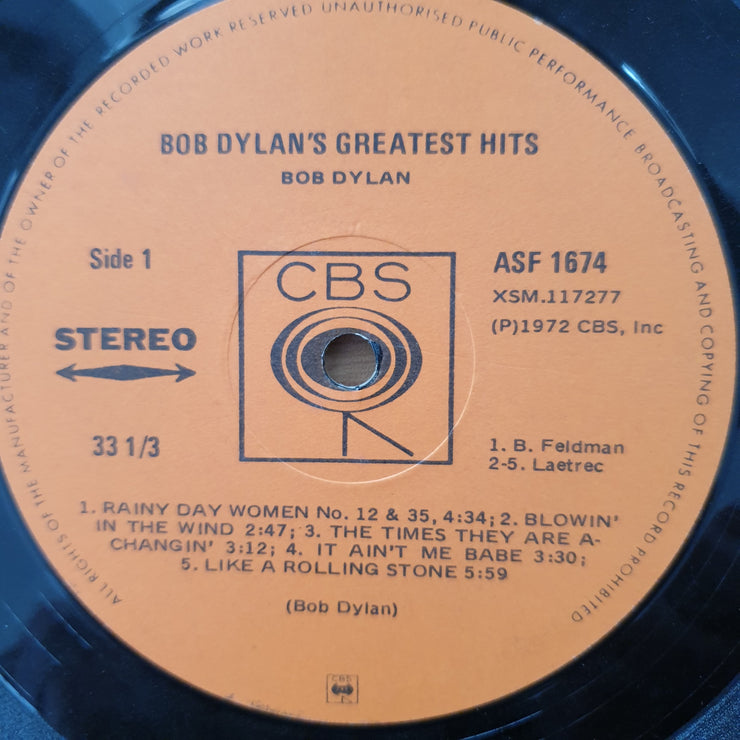 ALL RIGHTS OF THE MANUFACTURER AND OF THE OWNER OF THE RECORDED WORK RESERVED UNAUTHORISED PUBLIC PERFORMANCE BROADCASTING AND COPYING OF THIS RECORD PROHIBITED
BOB DYLAN'S GREATEST HITS
BOB DYLAN
Side 1
STEREO
33 1/3
CBS
ASF 1674
XSM.117277
(P)1972 CBS, Inc
1. B. Feldman
2-5. Laetrec
1. RAINY DAY WOMEN No. 12 & 35, 4:34; 2. BLOWIN'
IN THE WIND 2:47; 3. THE TIMES THEY ARE A-
CHANGIN' 3:12; 4. IT AIN'T ME BABE 3:30;
5. LIKE A ROLLING STONE 5:59
(Bob Dylan)
CBS